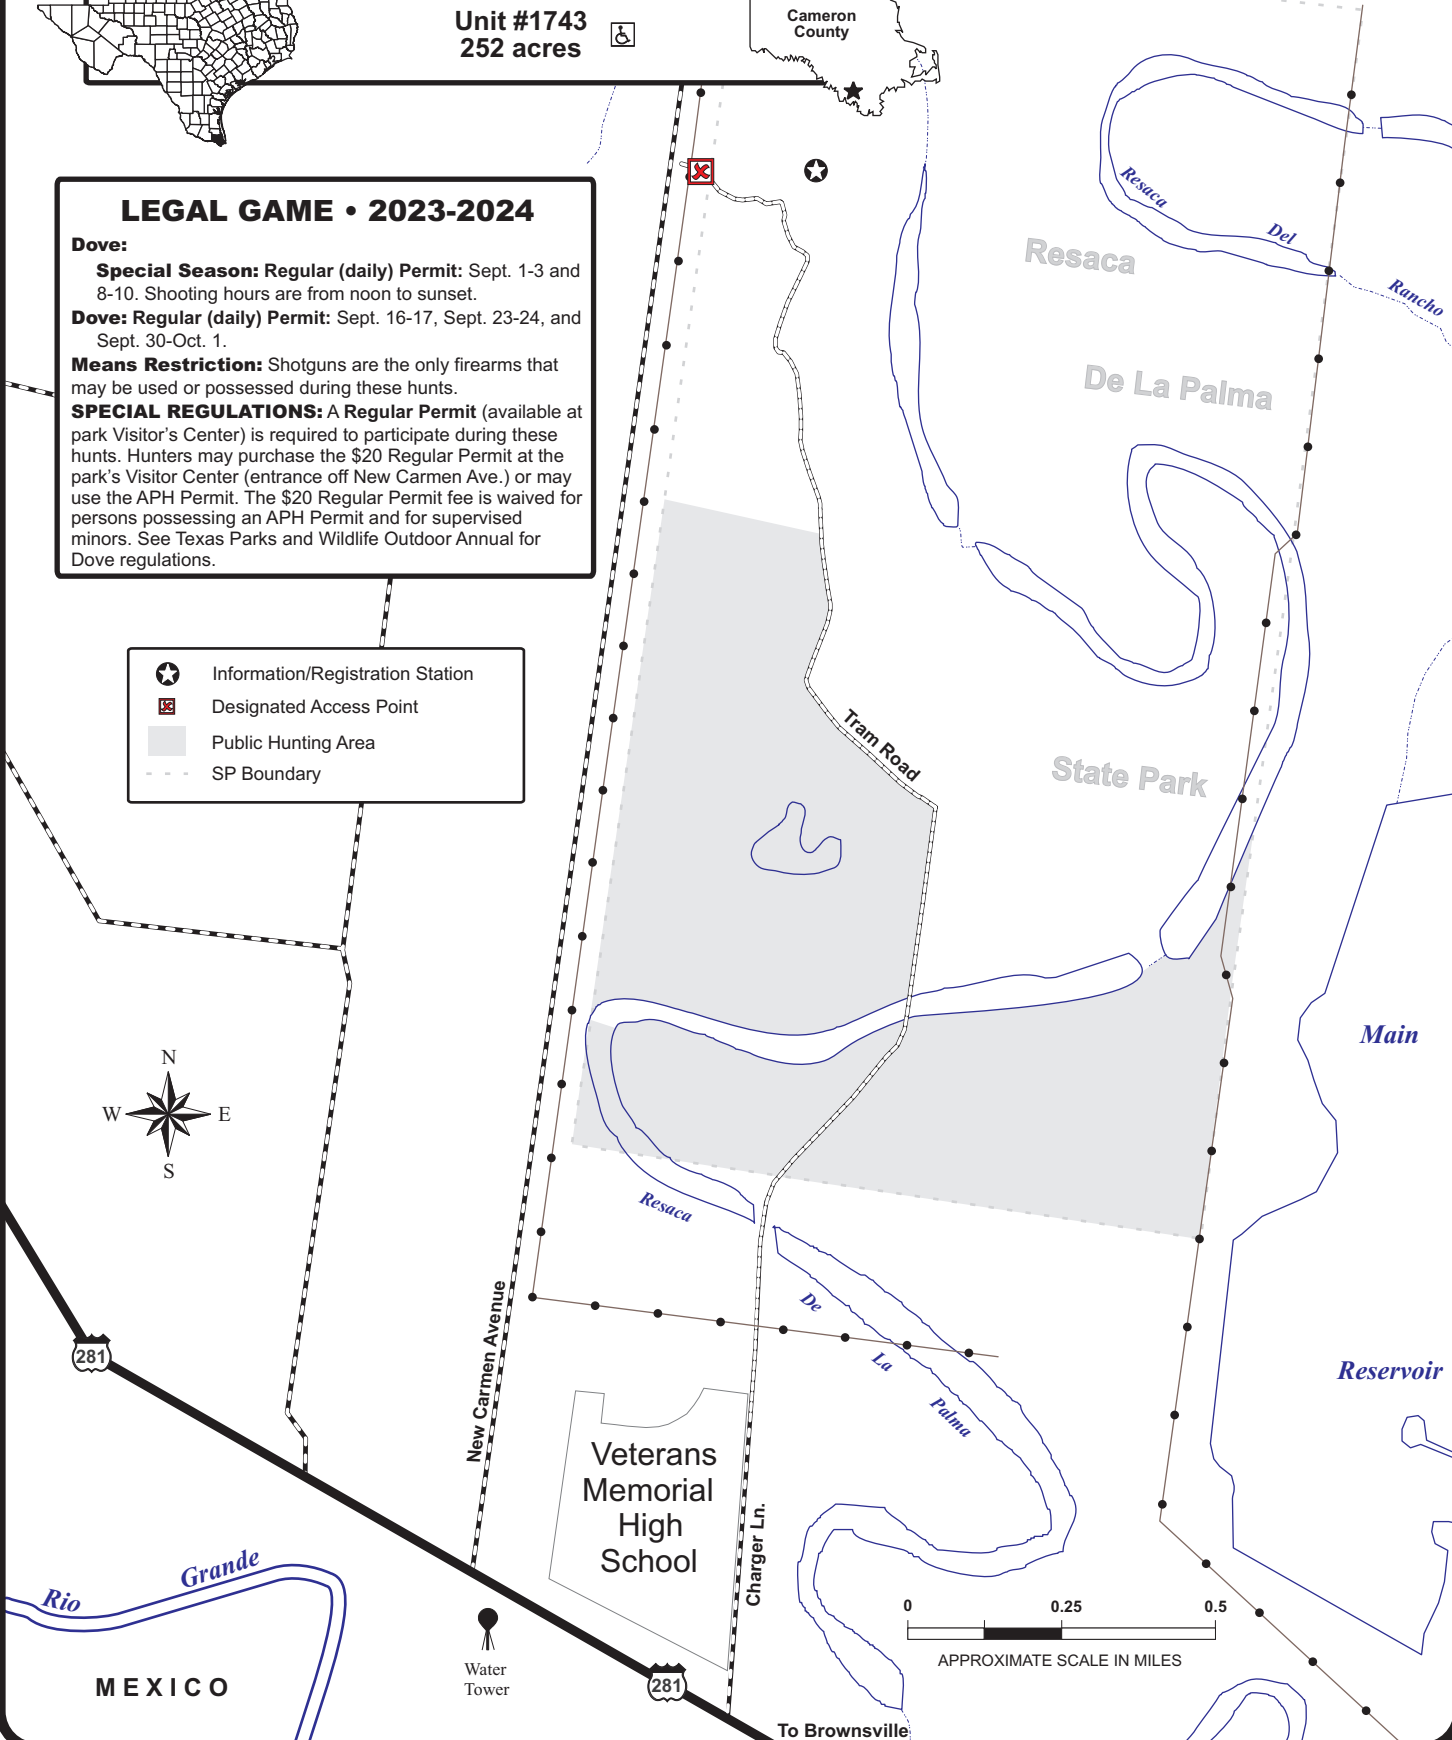 Unit #1743
252 acres
Cameron
County
LEGAL GAME • 2023-2024
Dove:
Special Season: Regular (daily) Permit: Sept. 1-3 and
8-10. Shooting hours are from noon to sunset.
Dove: Regular (daily) Permit: Sept. 16-17, Sept. 23-24, and
Sept. 30-Oct. 1.
Means Restriction: Shotguns are the only firearms that
may be used or possessed during these hunts.
SPECIAL REGULATIONS: A Regular Permit (available at
park Visitor's Center) is required to participate during these
hunts. Hunters may purchase the $20 Regular Permit at the
park's Visitor Center (entrance off New Carmen Ave.) or may
use the APH Permit. The $20 Regular Permit fee is waived for
persons possessing an APH Permit and for supervised
minors. See Texas Parks and Wildlife Outdoor Annual for
Dove regulations.
Information/Registration Station
Designated Access Point
Public Hunting Area
SP Boundary
Resaca
Del
Rancho
Resaca
De La Palma
State Park
Tram Road
Main
Reservoir
N
W
E
S
Resaca
De
La
Palma
New Carmen Avenue
281
Veterans
Memorial
High
School
Charger Ln.
Rio
Grande
MEXICO
Water
Tower
281
0
0.25
0.5
APPROXIMATE SCALE IN MILES
To Brownsville